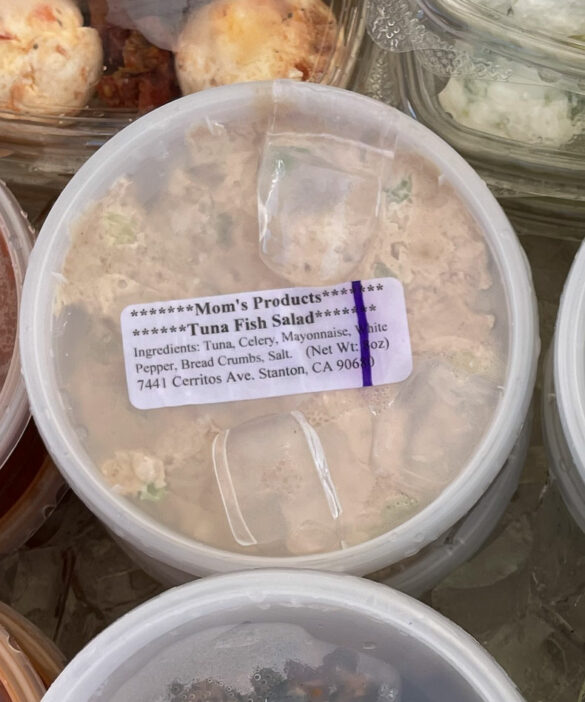 *******Mom's Products*******
******Tuna Fish Salad*******
Ingredients: Tuna, Celery, Mayonnaise, White
Pepper, Bread Crumbs, Salt. (Net Wt: oz)
7441 Cerritos Ave. Stanton, CA